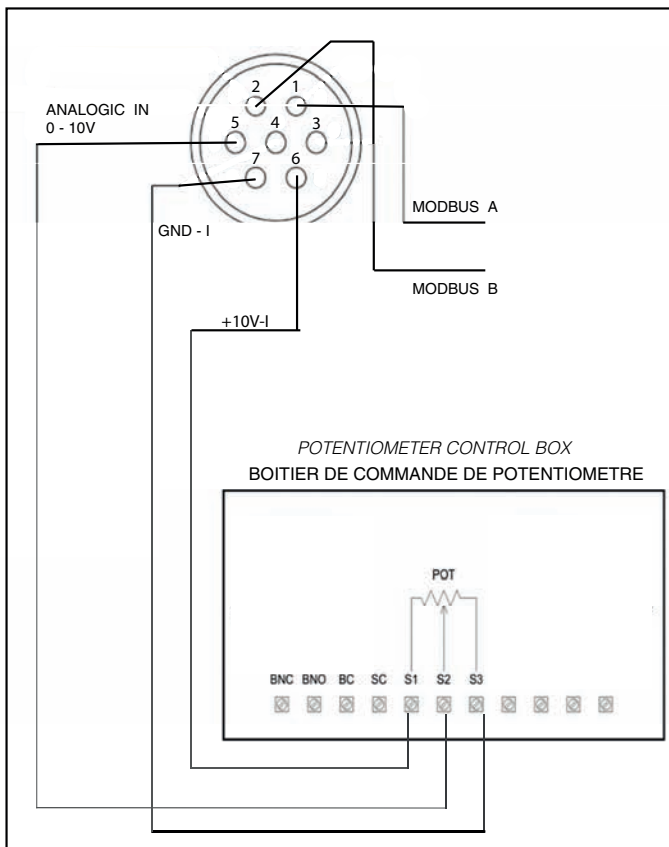 2 1
ANALOGIC IN
0 - 10V
5 4 3
7 6
MODBUS A
GND - I
MODBUS B
+10V-I
POTENTIOMETER CONTROL BOX
BOITIER DE COMMANDE DE POTENTIOMETRE
POT
BNC BNO BC SC S1 S2 S3